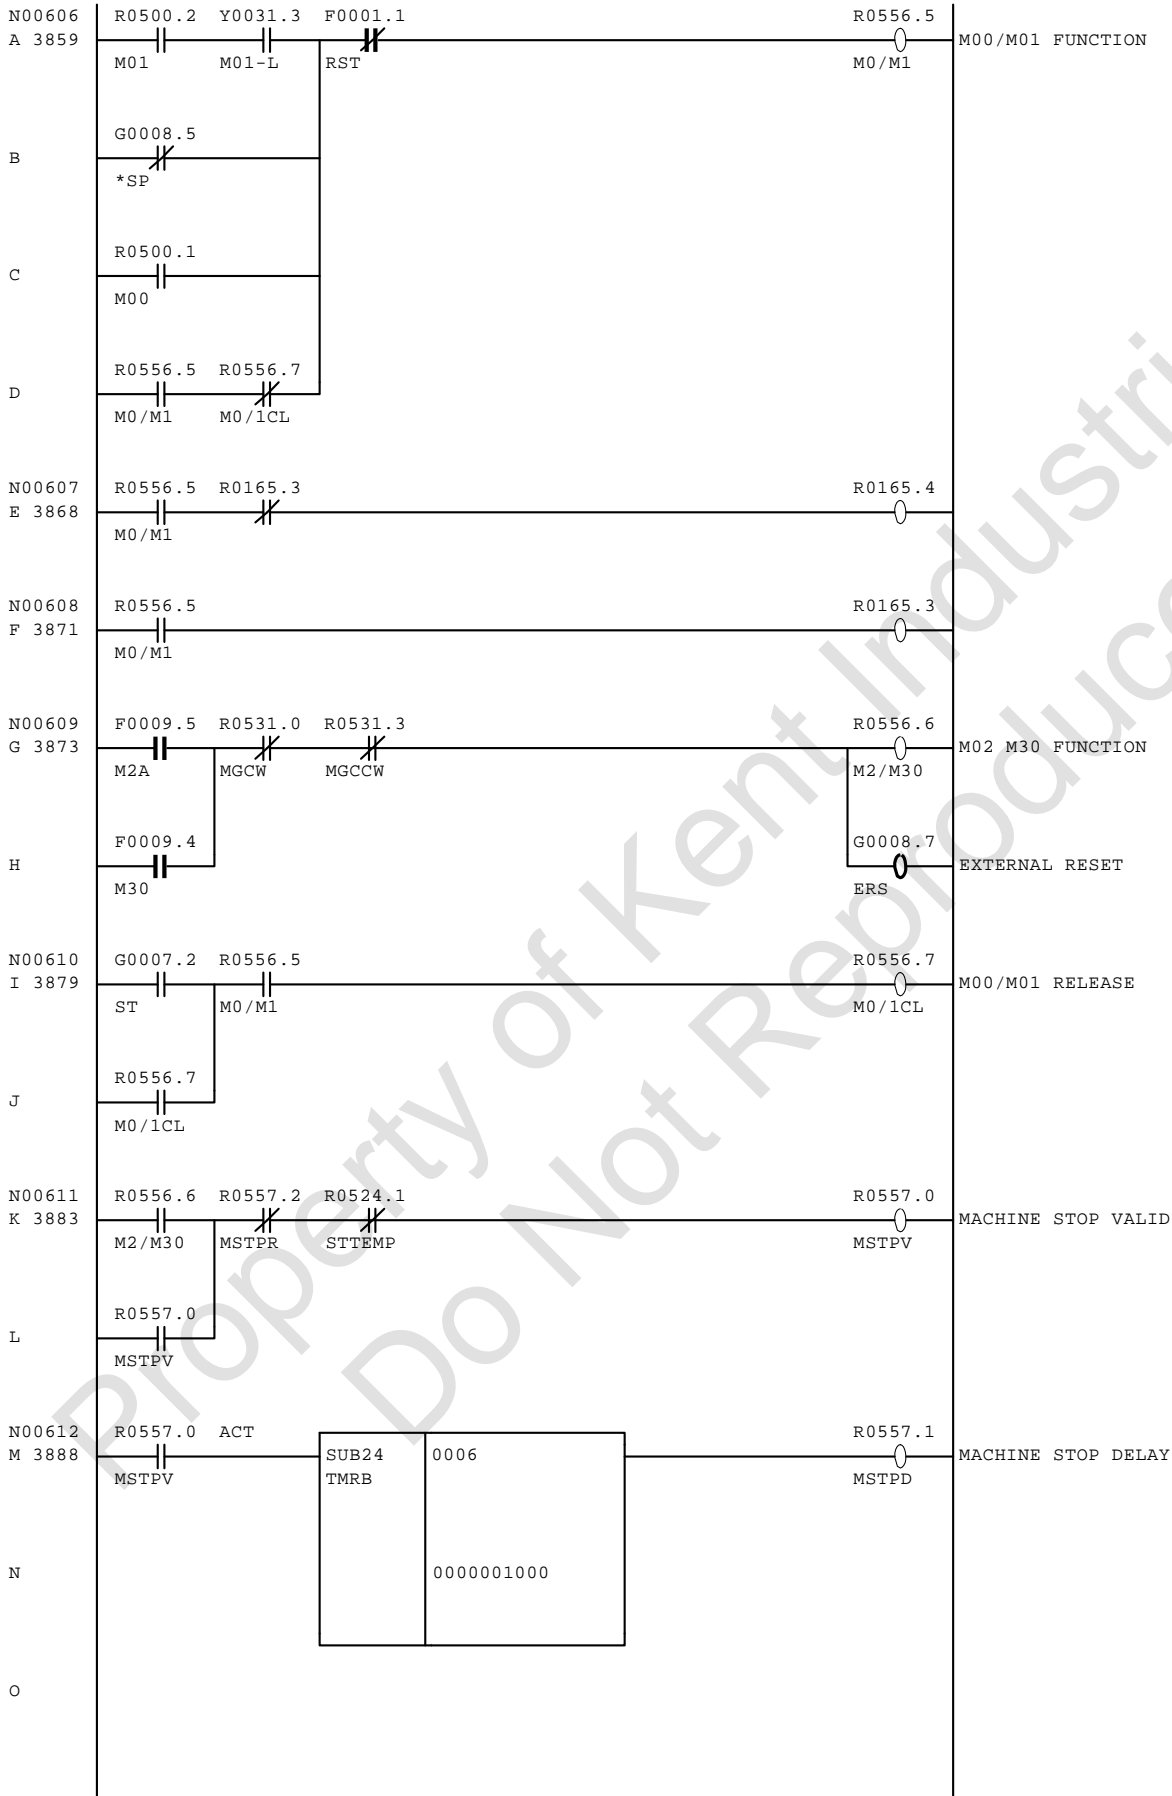 N00606 R0500.2 Y0031.3 F0001.1 R0556.5
A 3859 M00/M01 FUNCTION
M01 M01-L RST M0/M1
G0008.5
B
*SP
R0500.1
C
M00
R0556.5 R0556.7
D
M0/M1 M0/1CL
N00607 R0556.5 R0165.3 R0165.4
E 3868
M0/M1
N00608 R0556.5 R0165.3
F 3871
M0/M1
N00609 F0009.5 R0531.0 R0531.3 R0556.6
G 3873 M02 M30 FUNCTION
M2A MGCW MGCCW M2/M30
F0009.4 G0008.7
H EXTERNAL RESET
M30 ERS
N00610 G0007.2 R0556.5 R0556.7
I 3879 M00/M01 RELEASE
ST M0/M1 M0/1CL
R0556.7
J
M0/1CL
N00611 R0556.6 R0557.2 R0524.1 R0557.0
K 3883 MACHINE STOP VALID
M2/M30 MSTPR STTEMP MSTPV
R0557.0
L
MSTPV
N00612 R0557.0 ACT R0557.1
M 3888 SUB24 0006 MACHINE STOP DELAY
MSTPV TMRB MSTPD
N 0000001000
O
Property of Kent Industri
Do Not Reproduc